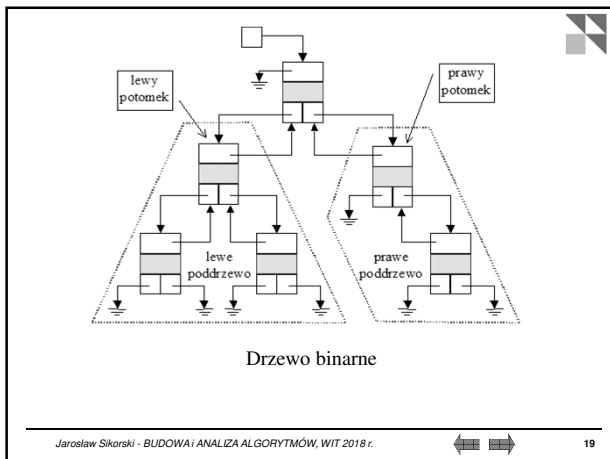 lewy
potomek
prawy
potomek
lewe
poddrzewo
prawe
poddrzewo
Drzewo binarne
Jarosław Sikorski - BUDOWA i ANALIZA ALGORYTMÓW, WIT 2018 r.
19